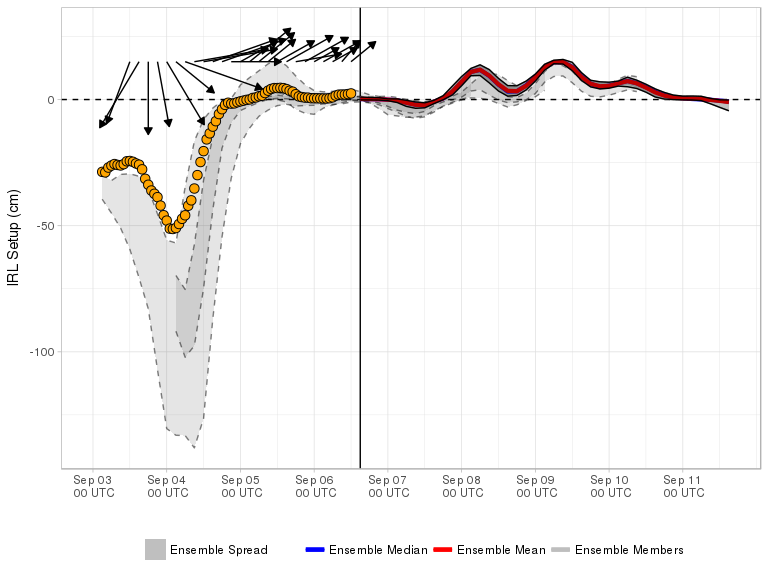 IRL Setup (cm)
0
-50
-100
Sep 03 Sep 04 Sep 05 Sep 06 Sep 07 Sep 08 Sep 09 Sep 10 Sep 11
00 UTC 00 UTC 00 UTC 00 UTC 00 UTC 00 UTC 00 UTC 00 UTC 00 UTC
Ensemble Spread Ensemble Median Ensemble Mean Ensemble Members